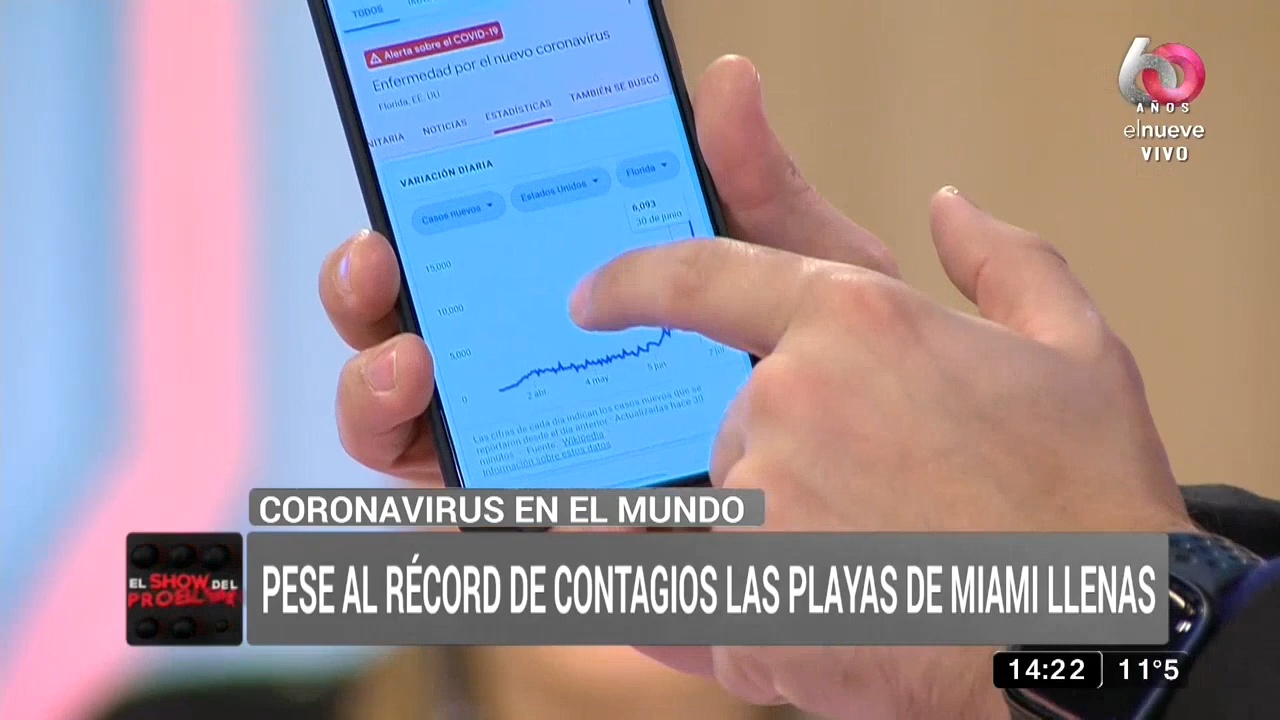 TODOS
Alerta sobre el COVID-19
Enfermedad por el nuevo coronavirus
Florida, EE. UU.
NITARIA NOTICIAS ESTADÍSTICAS TAMBIÉN SE BUSCÓ
VARIACIÓN DIARIA
Casos nuevos Estados Unidos Florida
6,093
30 de junio
15,000
10,000
5,000
0
2 abr 4 may 5 jun 7 jul
Las cifras de cada día indican los casos nuevos que se
reportaron desde el día anterior · Actualizadas hace 30
minutos · Fuente: Wikipedia ·
Información sobre estos datos
60
AÑOS
elnueve
VIVO
CORONAVIRUS EN EL MUNDO
EL SHOW DEL
PROBLEMA
PESE AL RÉCORD DE CONTAGIOS LAS PLAYAS DE MIAMI LLENAS
14:22 11°5